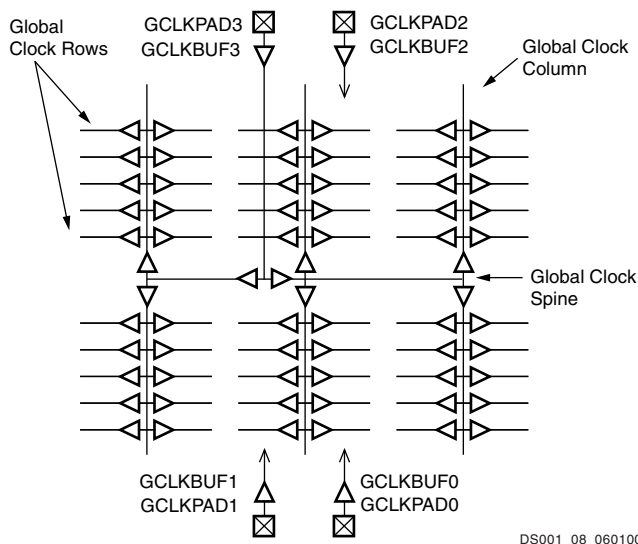 Global
Clock Rows
GCLKPAD3
GCLKBUF3
GCLKPAD2
GCLKBUF2
Global Clock
Column
Global Clock
Spine
GCLKBUF1
GCLKPAD1
GCLKBUF0
GCLKPAD0
DS001_08_060100